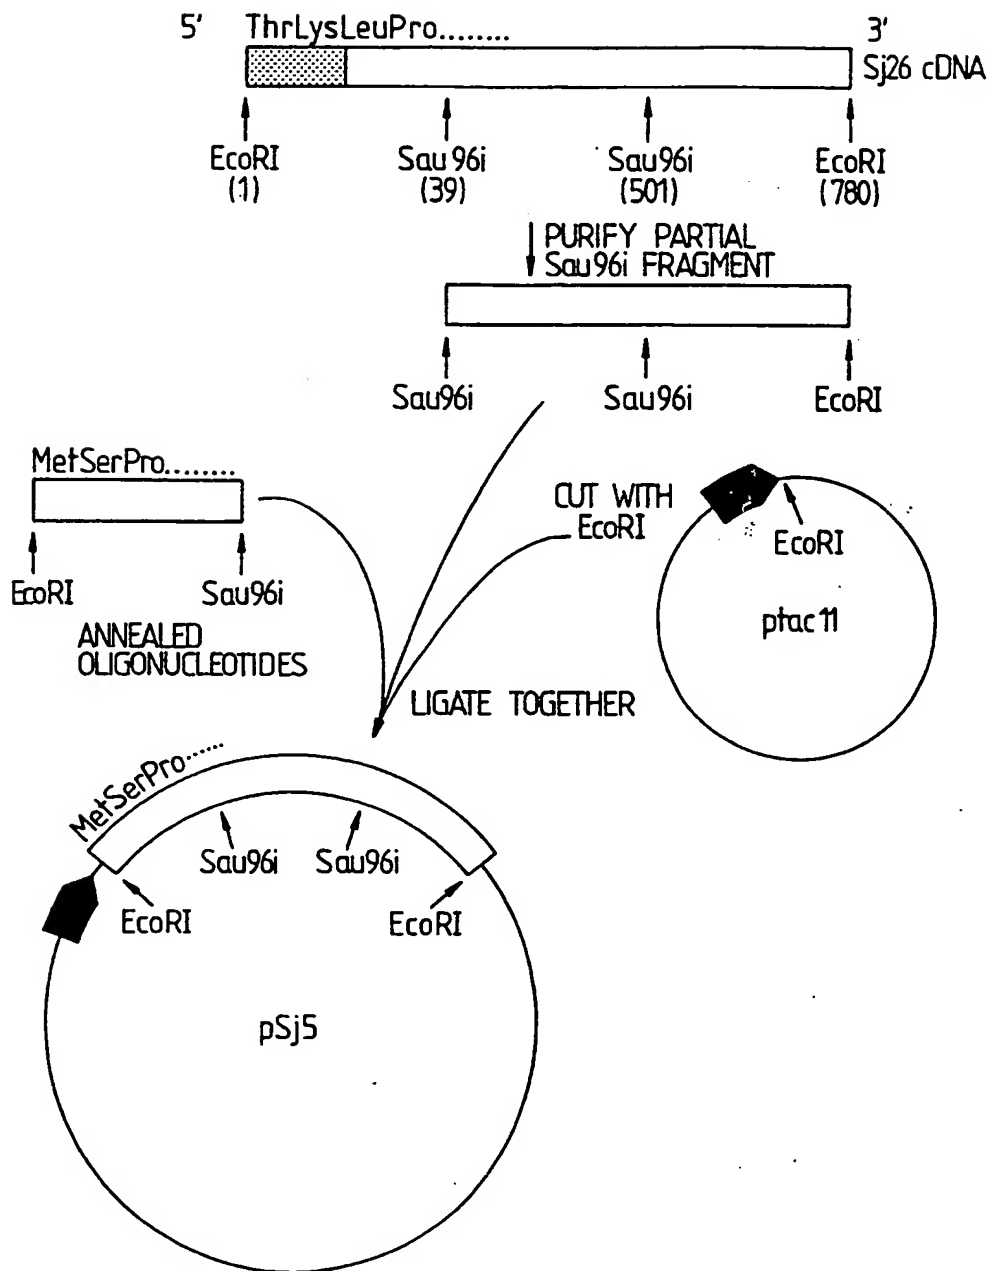 5' ThrLysLeuPro........ 3'
Sj26 cDNA
EcoRI Sau96i Sau96i EcoRI
(1) (39) (501) (780)
PURIFY PARTIAL
Sau96i FRAGMENT
Sau96i Sau96i EcoRI
MetSerPro........
CUT WITH
EcoRI
EcoRI
EcoRI Sau96i
ptac11
ANNEALED
OLIGONUCLEOTIDES
LIGATE TOGETHER
MetSerPro......
Sau96i Sau96i
EcoRI EcoRI
pSj5